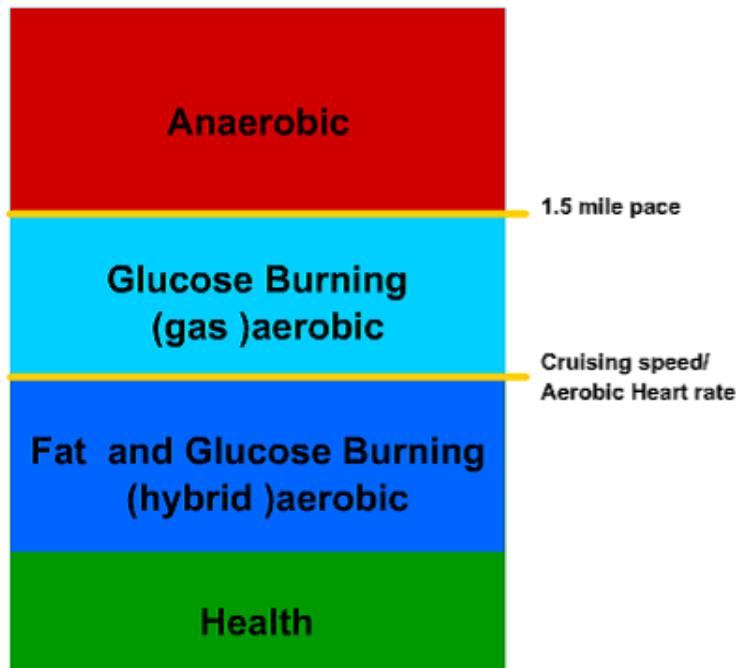 Anaerobic
1.5 mile pace
Glucose Burning
(gas )aerobic
Cruising speed/
Aerobic Heart rate
Fat and Glucose Burning
(hybrid )aerobic
Health